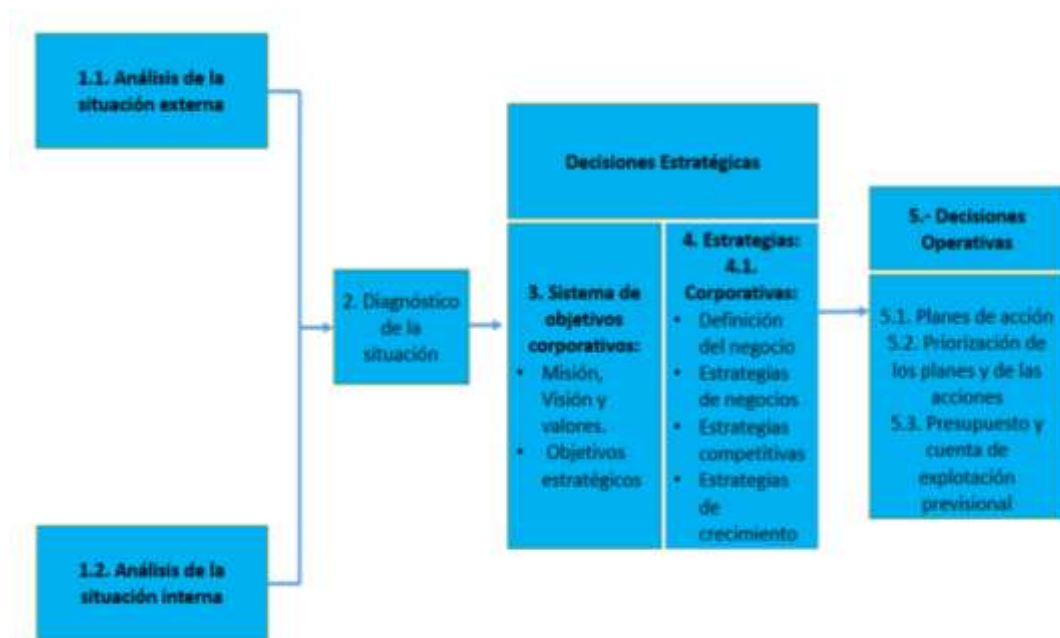 1.1. Análisis de la
situación externa
1.2. Análisis de la
situación interna
2. Diagnóstico
de la
situación
Decisiones Estratégicas
3. Sistema de
objetivos
corporativos:
• Misión,
Visión y
valores.
• Objetivos
estratégicos
4. Estrategias:
4.1.
Corporativas:
• Definición
del negocio
• Estrategias
de negocios
• Estrategias
competitivas
• Estrategias
de
crecimiento
5.- Decisiones
Operativas
5.1. Planes de acción
5.2. Priorización de
los planes y de las
acciones
5.3. Presupuesto y
cuenta de
explotación
previsional